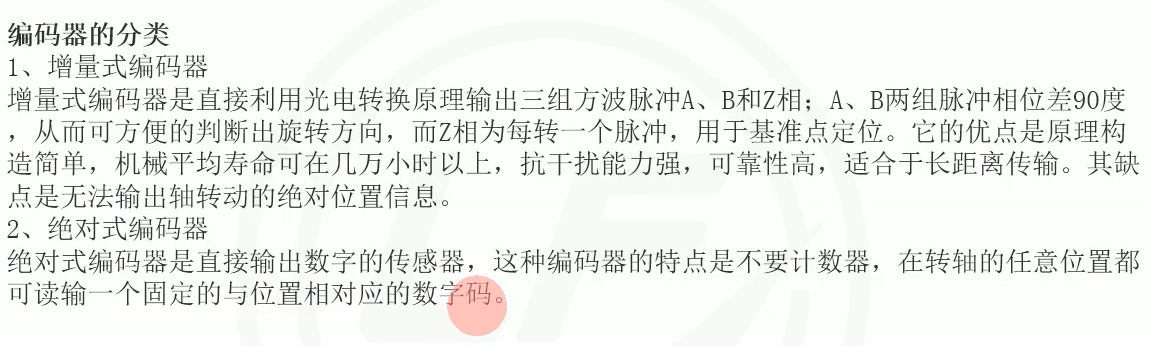 编码器的分类
1、增量式编码器
增量式编码器是直接利用光电转换原理输出三组方波脉冲A、B和Z相；A、B两组脉冲相位差90度
，从而可方便的判断出旋转方向，而Z相为每转一个脉冲，用于基准点定位。它的优点是原理构
造简单，机械平均寿命可在几万小时以上，抗干扰能力强，可靠性高，适合于长距离传输。其缺
点是无法输出轴转动的绝对位置信息。
2、绝对式编码器
绝对式编码器是直接输出数字的传感器，这种编码器的特点是不要计数器，在转轴的任意位置都
可读输一个固定的与位置相对应的数字码。